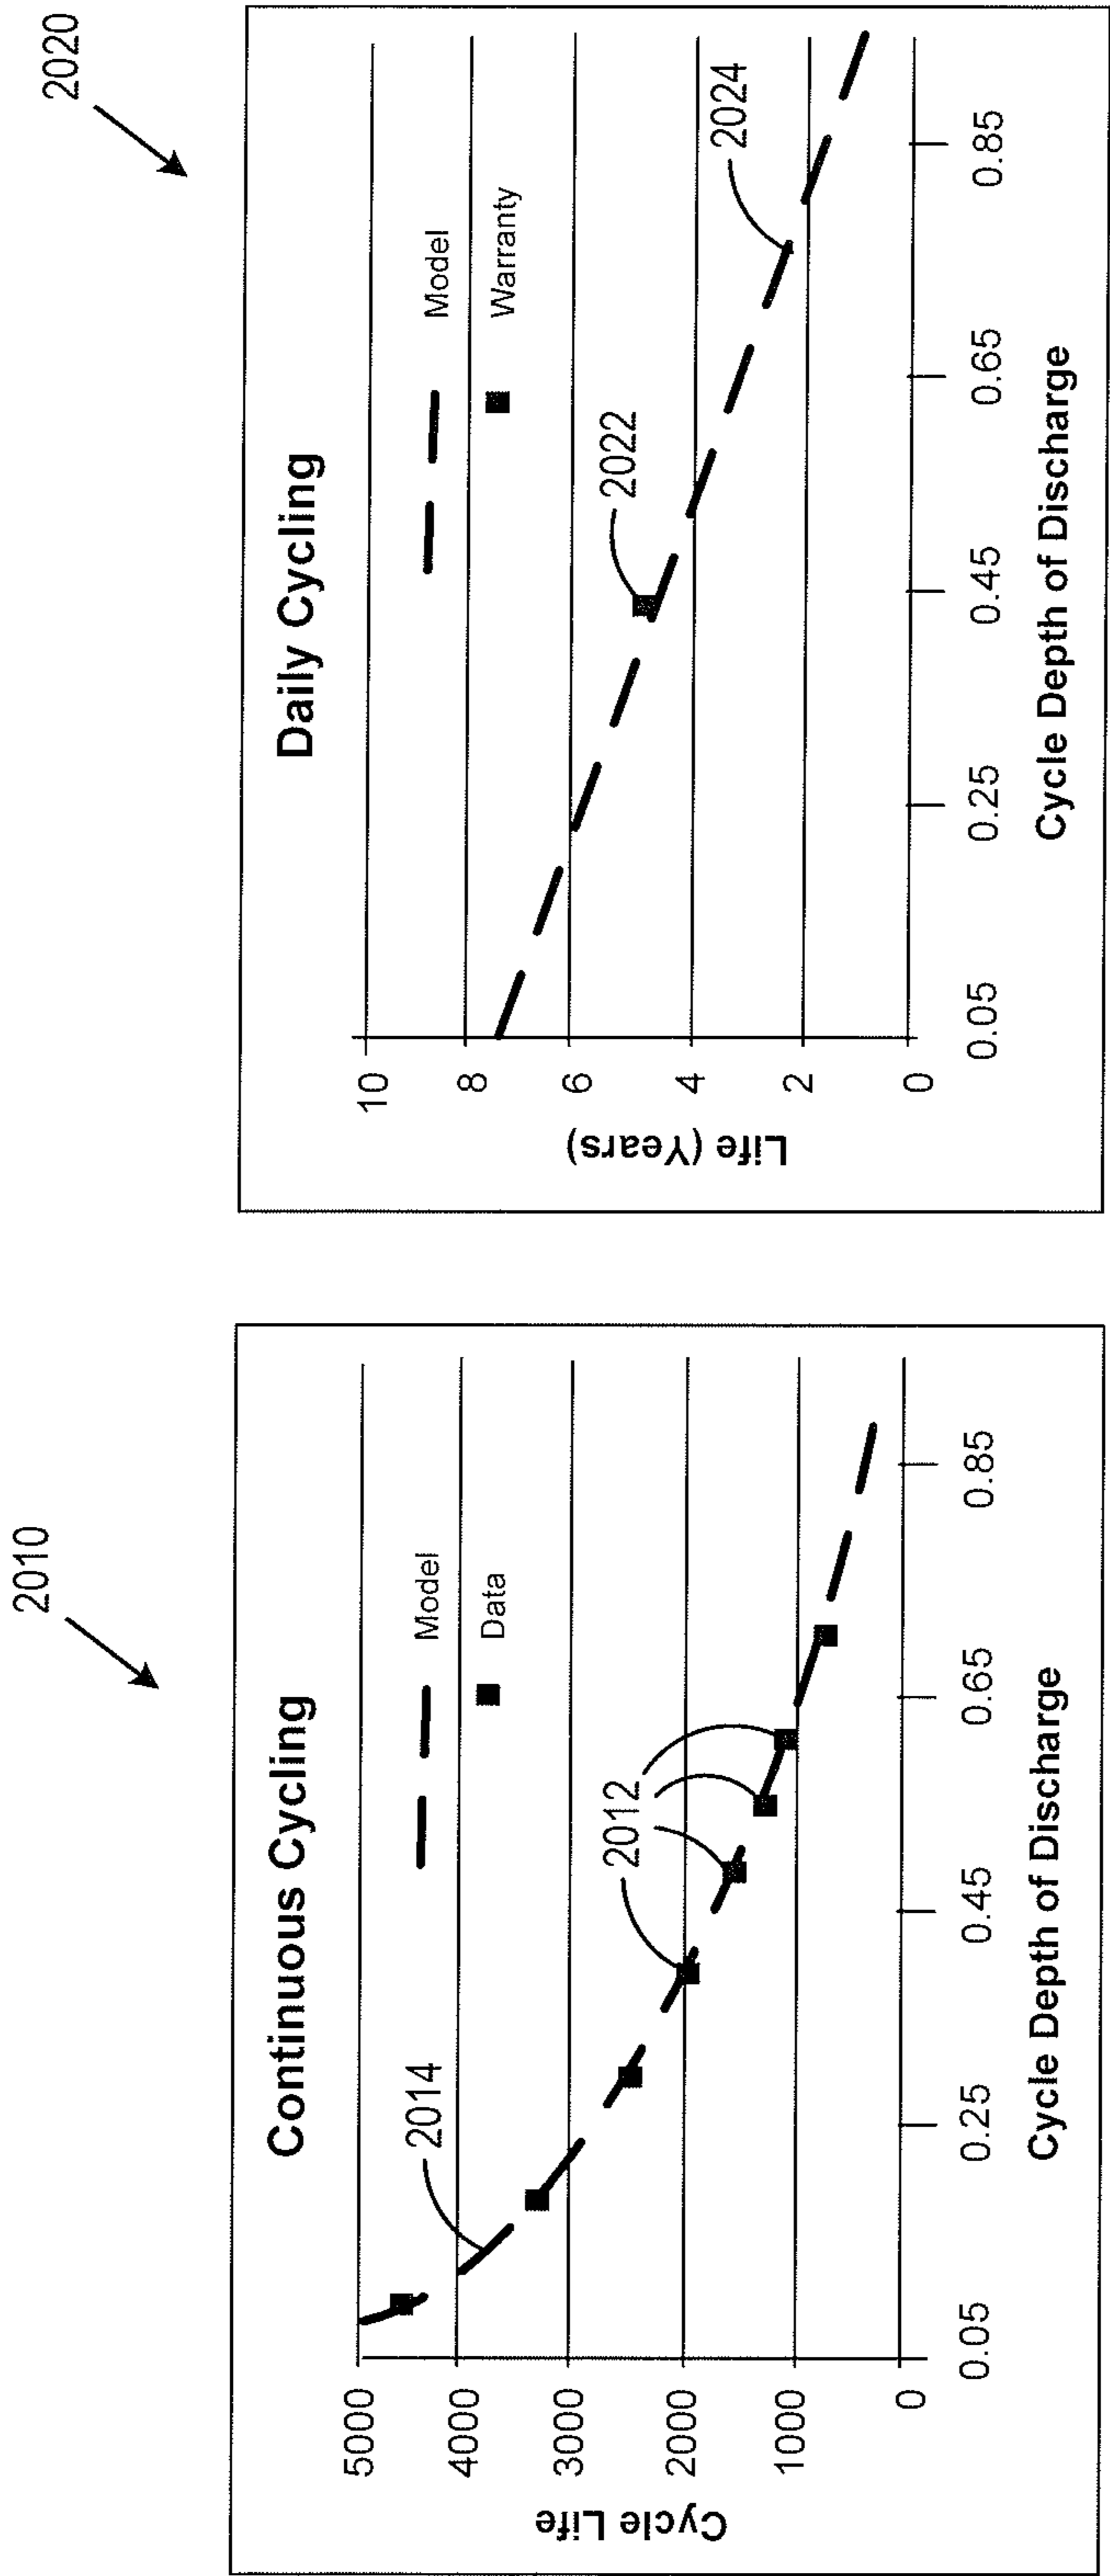 2010
Continuous Cycling
Model
Data
5000
4000
3000
2000
1000
0
Cycle Life
2014
2012
0.05
0.25
0.45
0.65
0.85
Cycle Depth of Discharge
2020
Daily Cycling
Model
Warranty
10
8
6
4
2
0
Life (Years)
2022
2024
0.05
0.25
0.45
0.65
0.85
Cycle Depth of Discharge